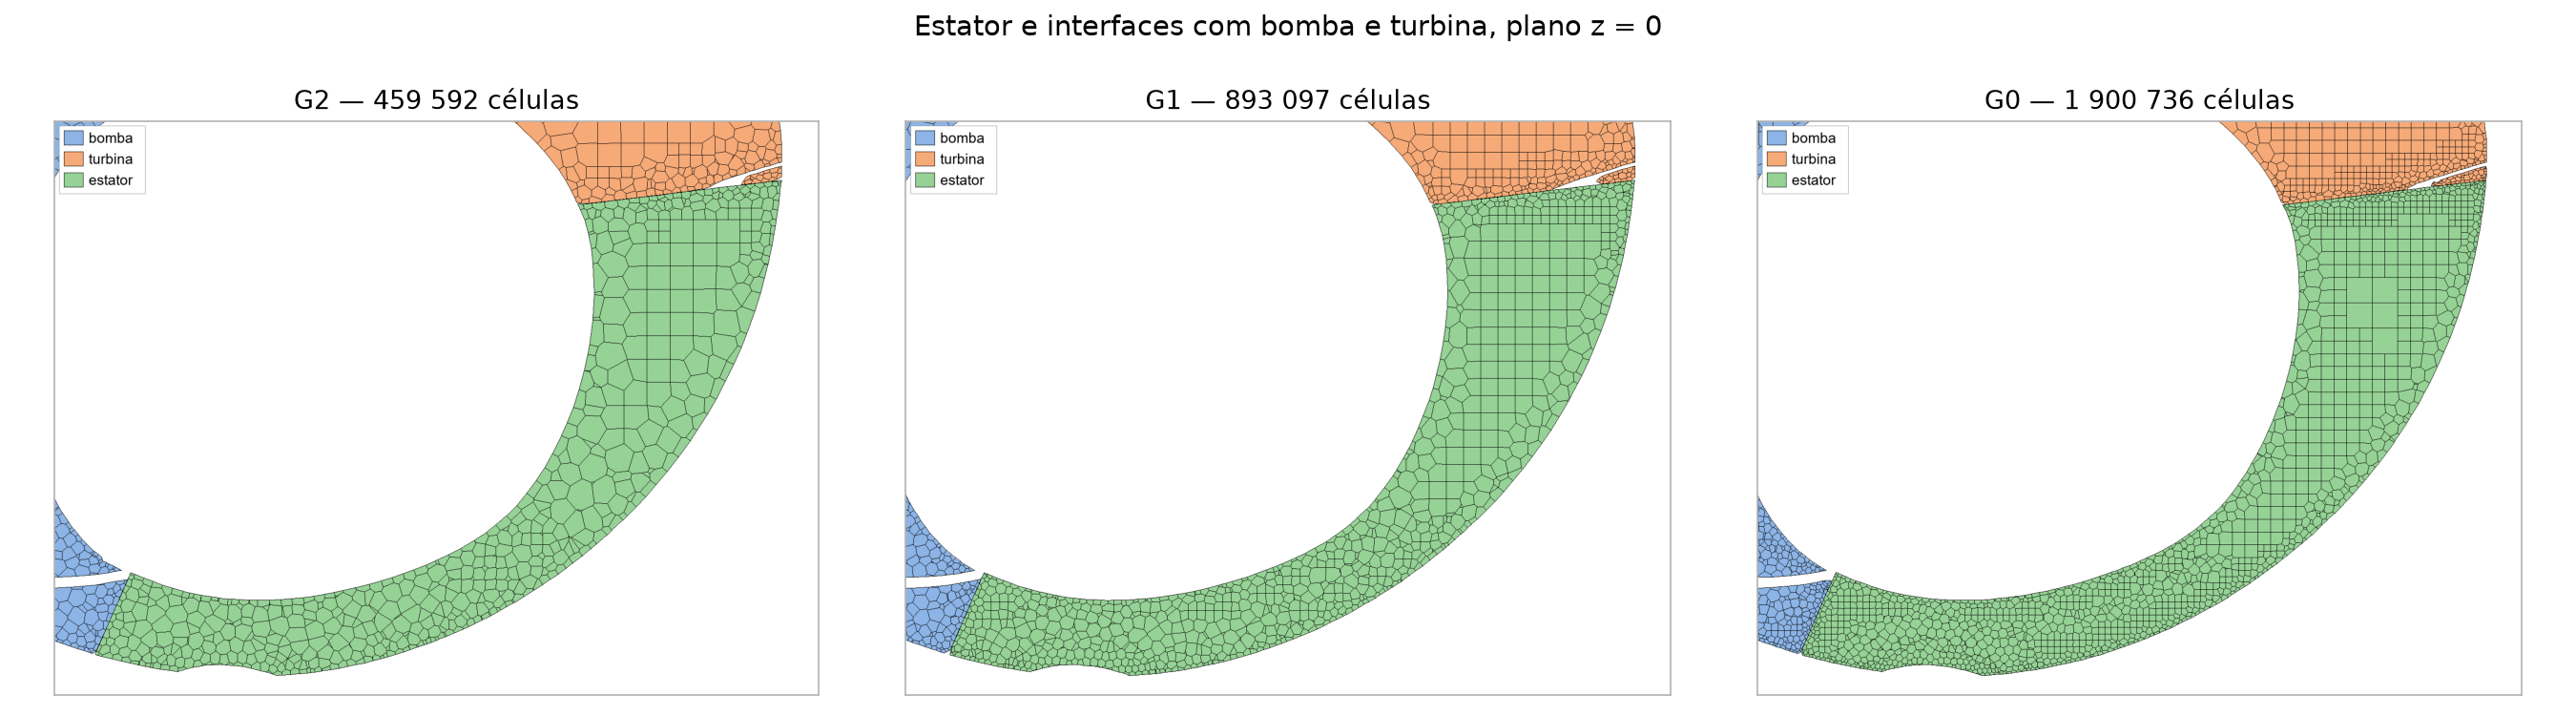 Estator e interfaces com bomba e turbina, plano z = 0
G2 — 459 592 células
bomba
turbina
estator
G1 — 893 097 células
bomba
turbina
estator
G0 — 1 900 736 células
bomba
turbina
estator